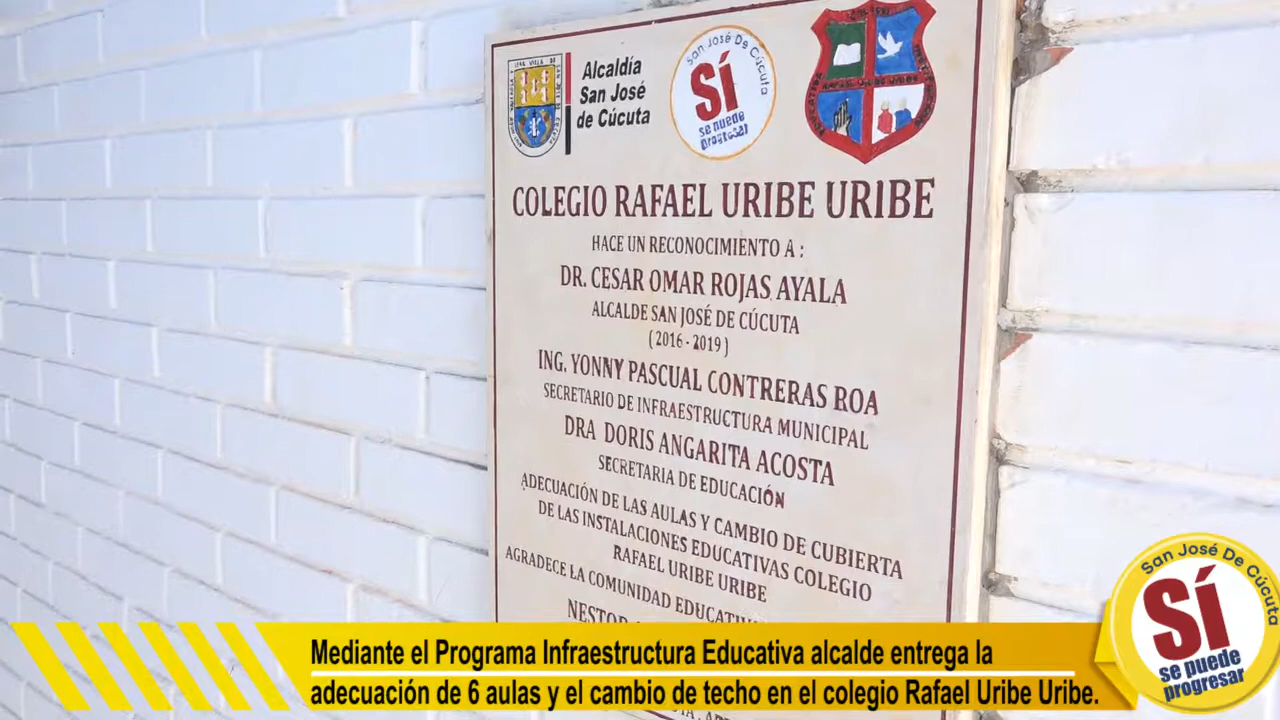 Alcaldía
San José
de Cúcuta
San José De Cúcuta
SÍ
se puede
progresar
COLEGIO RAFAEL URIBE URIBE
HACE UN RECONOCIMIENTO A :
DR. CESAR OMAR ROJAS AYALA
ALCALDE SAN JOSÉ DE CÚCUTA
( 2016 - 2019 )
ING. YONNY PASCUAL CONTRERAS ROA
SECRETARIO DE INFRAESTRUCTURA MUNICIPAL
DRA DORIS ANGARITA ACOSTA
SECRETARIA DE EDUCACIÓN
ADECUACIÓN DE LAS AULAS Y CAMBIO DE CUBIERTA
DE LAS INSTALACIONES EDUCATIVAS COLEGIO
RAFAEL URIBE URIBE
AGRADECE LA COMUNIDAD
NESTOR
Mediante el Programa Infraestructura Educativa alcalde entrega la
adecuación de 6 aulas y el cambio de techo en el colegio Rafael Uribe Uribe.
San José De Cúcuta
SÍ
se puede
progresar